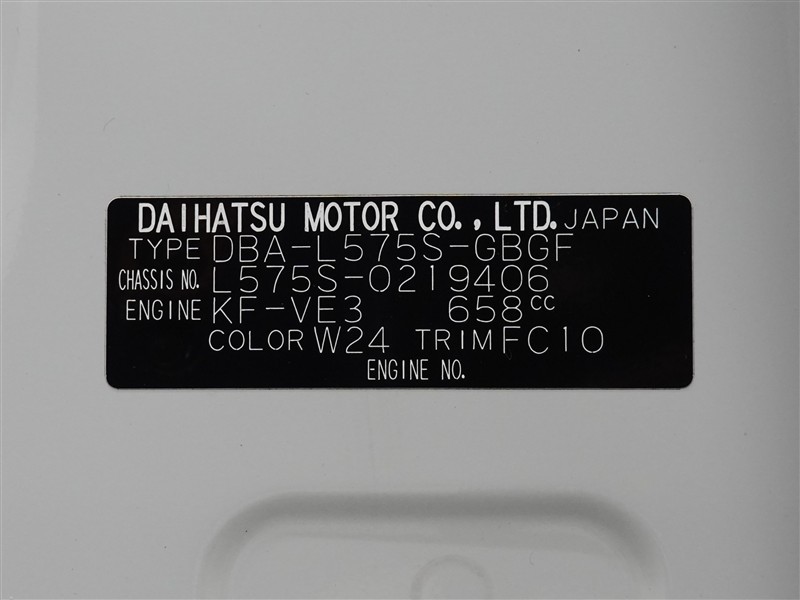 DAIHATSU MOTOR CO., LTD. JAPAN
TYPE DBA-L575S-GBGF
CHASSIS NO. L575S-0219406
ENGINE KF-VE3 658cc
COLOR W24 TRIM FC10
ENGINE NO.